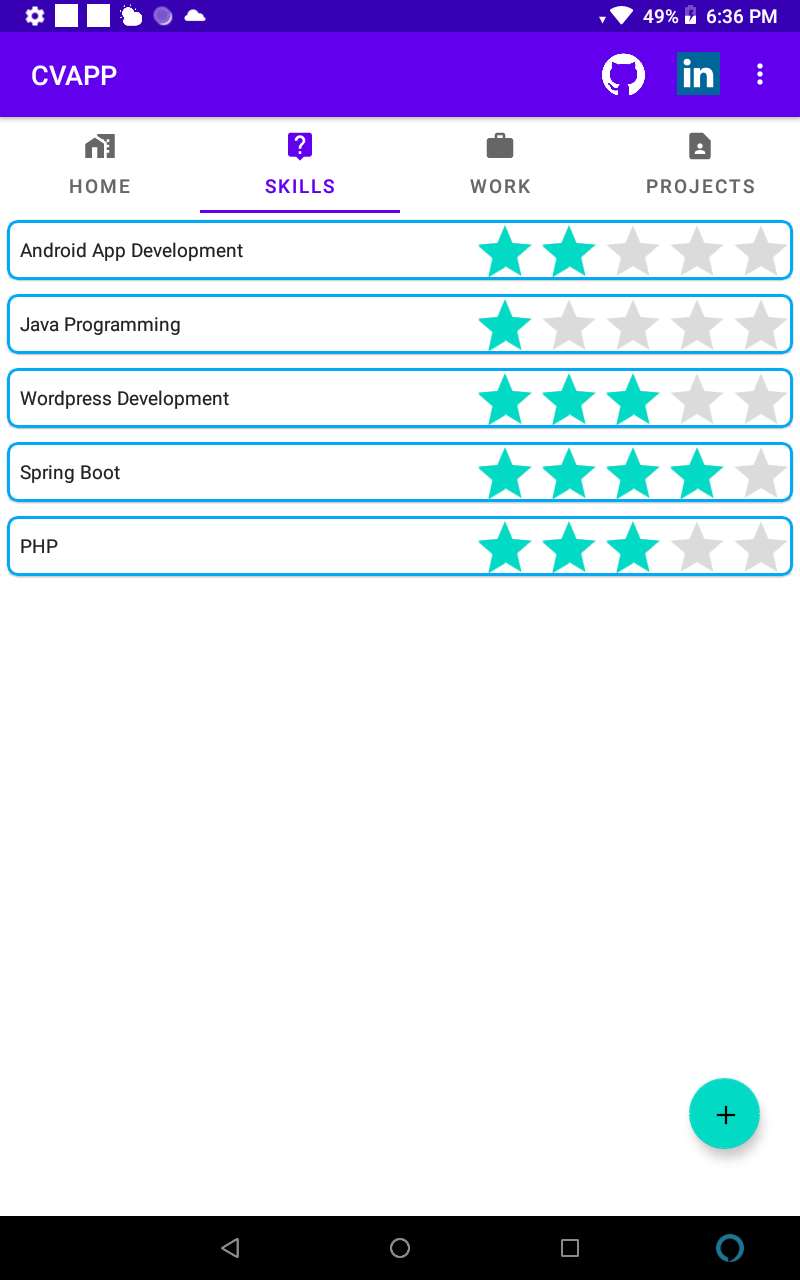 49% 6:36 PM
CVAPP
in
HOME SKILLS WORK PROJECTS
Android App Development
Java Programming
Wordpress Development
Spring Boot
PHP